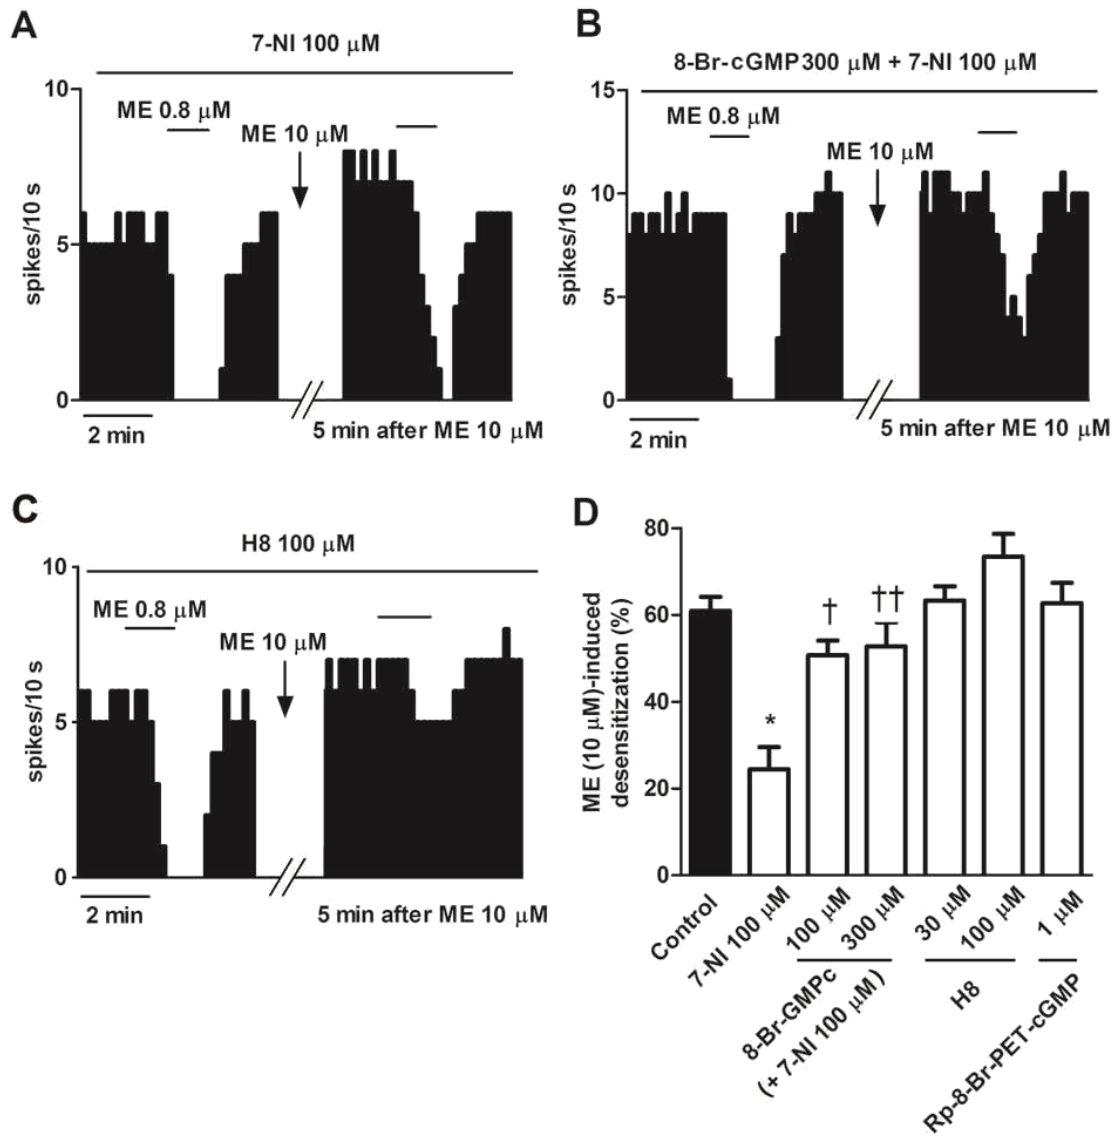 A
7-NI 100 μM
10
5
0
spikes/10 s
ME 0.8 μM
ME 10 μM
2 min
5 min after ME 10 μM
B
8-Br-cGMP300 μM + 7-NI 100 μM
15
10
5
0
spikes/10 s
ME 0.8 μM
ME 10 μM
2 min
5 min after ME 10 μM
C
H8 100 μM
10
5
0
spikes/10 s
ME 0.8 μM
ME 10 μM
2 min
5 min after ME 10 μM
D
80
60
40
20
0
ME (10 μM)-induced
desensitization (%)
*
†
††
Control
7-NI 100 μM
100 μM
300 μM
8-Br-GMPc
(+ 7-NI 100 μM)
30 μM
100 μM
H8
1 μM
Rp-8-Br-PET-cGMP